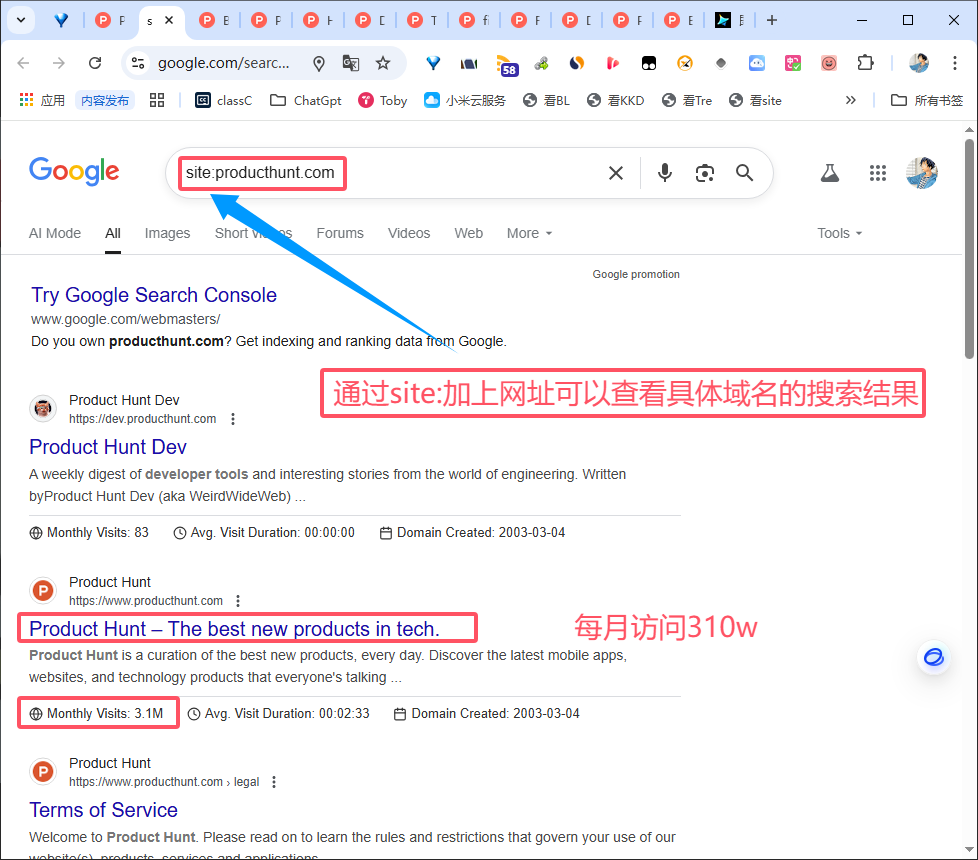 P
s
B
P
H
D
T
fi
F
D
F
E
google.com/searc...
58
中
应用
内容发布
classC
ChatGpt
Toby
小米云服务
看BL
看KKD
看Tre
看site
所有书签
Google
site:producthunt.com
AI Mode
All
Images
Short videos
Forums
Videos
Web
More
Tools
Google promotion
Try Google Search Console
www.google.com/webmasters/
Do you own producthunt.com? Get indexing and ranking data from Google.
通过site:加上网址可以查看具体域名的搜索结果
Product Hunt Dev
https://dev.producthunt.com
Product Hunt Dev
A weekly digest of developer tools and interesting stories from the world of engineering. Written
byProduct Hunt Dev (aka WeirdWideWeb) ...
Monthly Visits: 83
Avg. Visit Duration: 00:00:00
Domain Created: 2003-03-04
P
Product Hunt
https://www.producthunt.com
Product Hunt – The best new products in tech.
每月访问310w
Product Hunt is a curation of the best new products, every day. Discover the latest mobile apps,
websites, and technology products that everyone's talking ...
Monthly Visits: 3.1M
Avg. Visit Duration: 00:02:33
Domain Created: 2003-03-04
P
Product Hunt
https://www.producthunt.com › legal
Terms of Service
Welcome to Product Hunt. Please read on to learn the rules and restrictions that govern your use of our
website(s), products, services and applications